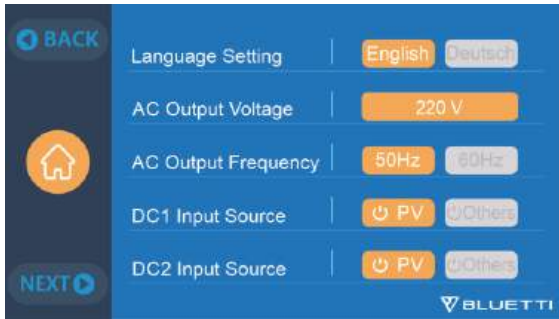 BACK
Language Setting English Deutsch
AC Output Voltage 220 V
AC Output Frequency 50Hz 60Hz
DC1 Input Source PV Others
DC2 Input Source PV Others
NEXT
BLUETTI